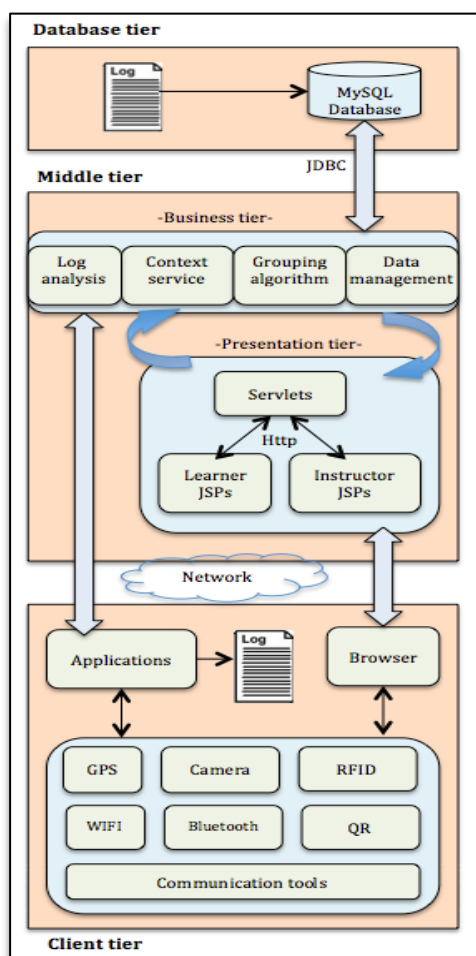 Database tier
Log
MySQL
Database
JDBC
Middle tier
-Business tier-
Log
analysis
Context
service
Grouping
algorithm
Data
management
-Presentation tier-
Servlets
Http
Learner
JSPs
Instructor
JSPs
Network
Applications
Log
Browser
GPS
Camera
RFID
WIFI
Bluetooth
QR
Communication tools
Client tier